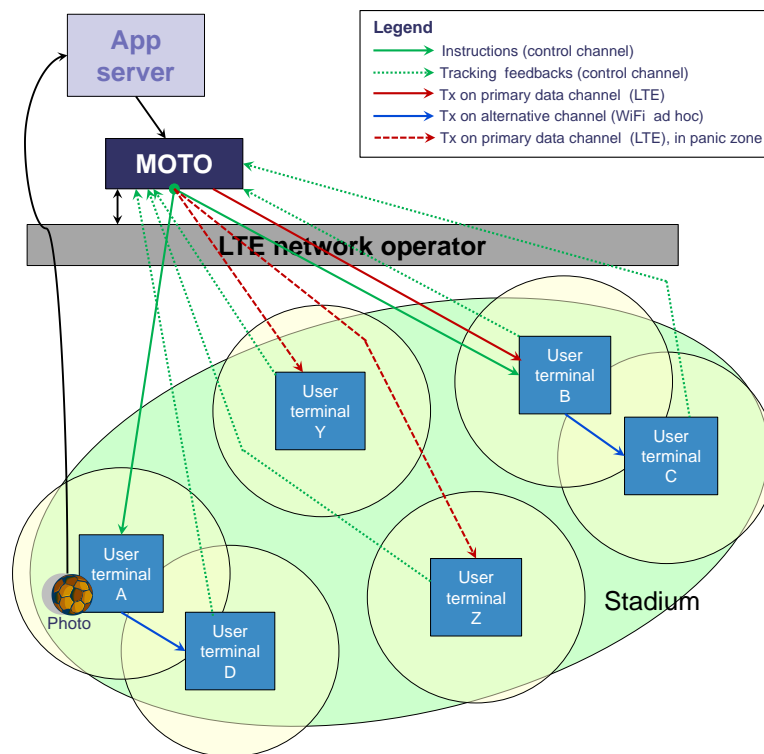 App
server
Legend
Instructions (control channel)
Tracking feedbacks (control channel)
Tx on primary data channel (LTE)
Tx on alternative channel (WiFi ad hoc)
Tx on primary data channel (LTE), in panic zone
MOTO
LTE network operator
User
terminal
B
User
terminal
Y
User
terminal
C
User
terminal
A
User
terminal
Z
Stadium
Photo
User
terminal
D